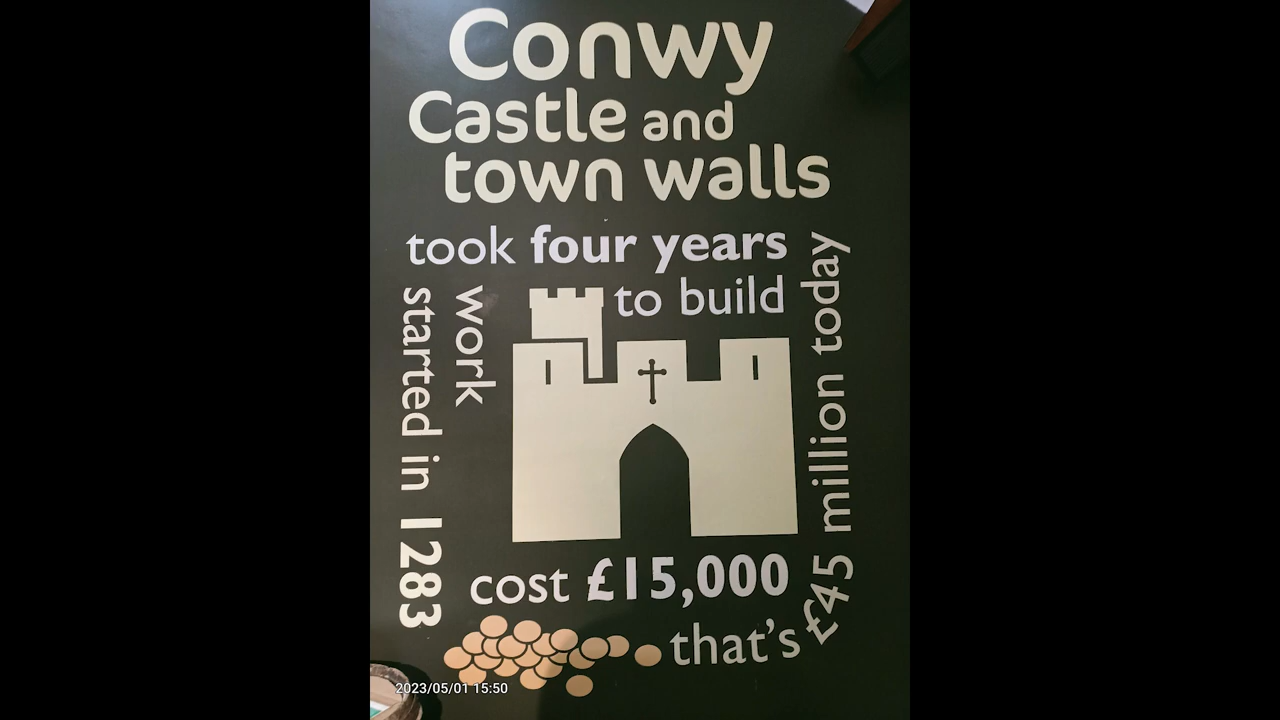 Conwy
Castle and
town walls
took four years
to build
work
started in 1283
cost £15,000
that's £45 million today
2023/05/01 15:50